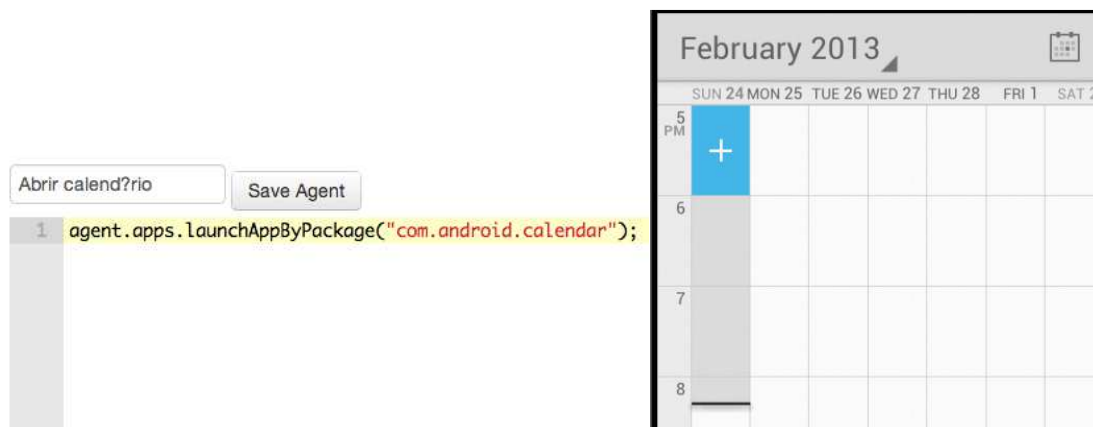 Abrir calend?rio
Save Agent
1 agent.apps.launchAppByPackage("com.android.calendar");
February 2013
SUN 24 MON 25 TUE 26 WED 27 THU 28 FRI 1 SAT
5
PM
+
6
7
8